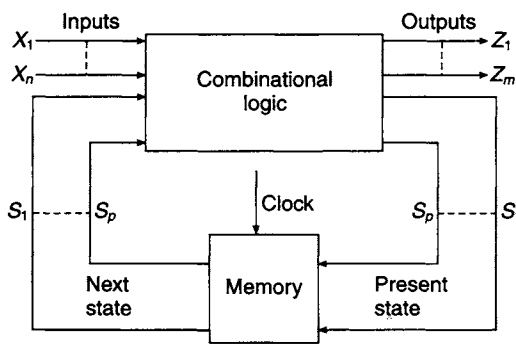 Inputs
Outputs
X₁
Z₁
Xₙ
Zₘ
Combinational
logic
Clock
S₁
Sₚ
Sₚ
S
Next
state
Memory
Present
state